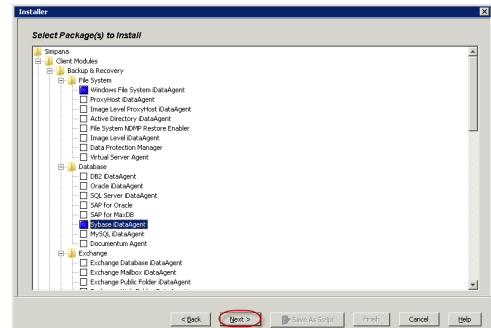 Installer
Select Package(s) to Install
Simpana
Client Modules
Backup & Recovery
File System
Windows File System iDataAgent
ProxyHost iDataAgent
Image Level ProxyHost iDataAgent
Active Directory iDataAgent
File System NDMP Restore Enabler
Image Level iDataAgent
Data Protection Manager
Virtual Server Agent
Database
DB2 iDataAgent
Oracle iDataAgent
SQL Server iDataAgent
SAP for Oracle
SAP for MaxDB
Sybase iDataAgent
MySQL iDataAgent
Documentum Agent
Exchange
Exchange Database iDataAgent
Exchange Mailbox iDataAgent
Exchange Public Folder iDataAgent
< Back Next > Save As Script Finish Cancel Help